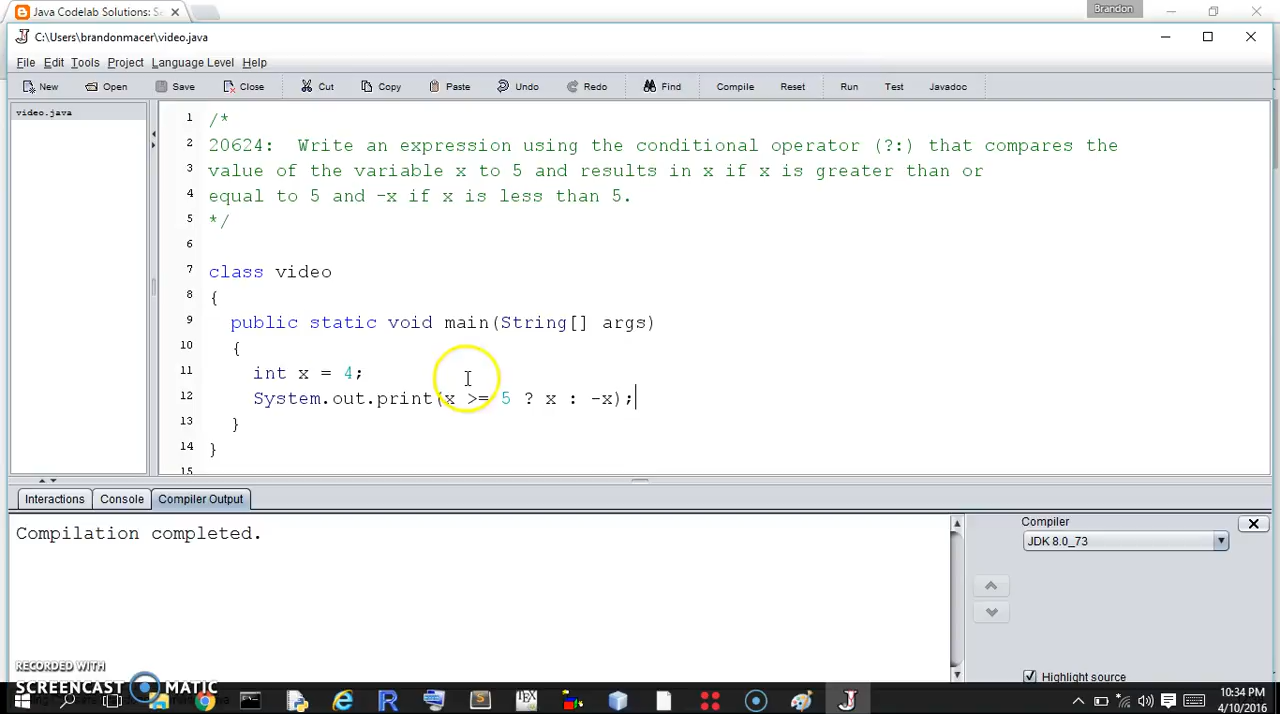 Java Codelab Solutions: S
Brandon
C:\Users\brandonmacer\video.java
File Edit Tools Project Language Level Help
New Open Save Close Cut Copy Paste Undo Redo Find Compile Reset Run Test Javadoc
video.java
1 /*
2 20624: Write an expression using the conditional operator (?:) that compares the
3 value of the variable x to 5 and results in x if x is greater than or
4 equal to 5 and -x if x is less than 5.
5 */
6
7 class video
8 {
9 public static void main(String[] args)
10 {
11 int x = 4;
12 System.out.print(x >= 5 ? x : -x);
13 }
14 }
15
Interactions Console Compiler Output
Compilation completed.
Compiler
JDK 8.0_73
Highlight source
RECORDED WITH
SCREENCAST MATIC
10:34 PM
4/10/2016